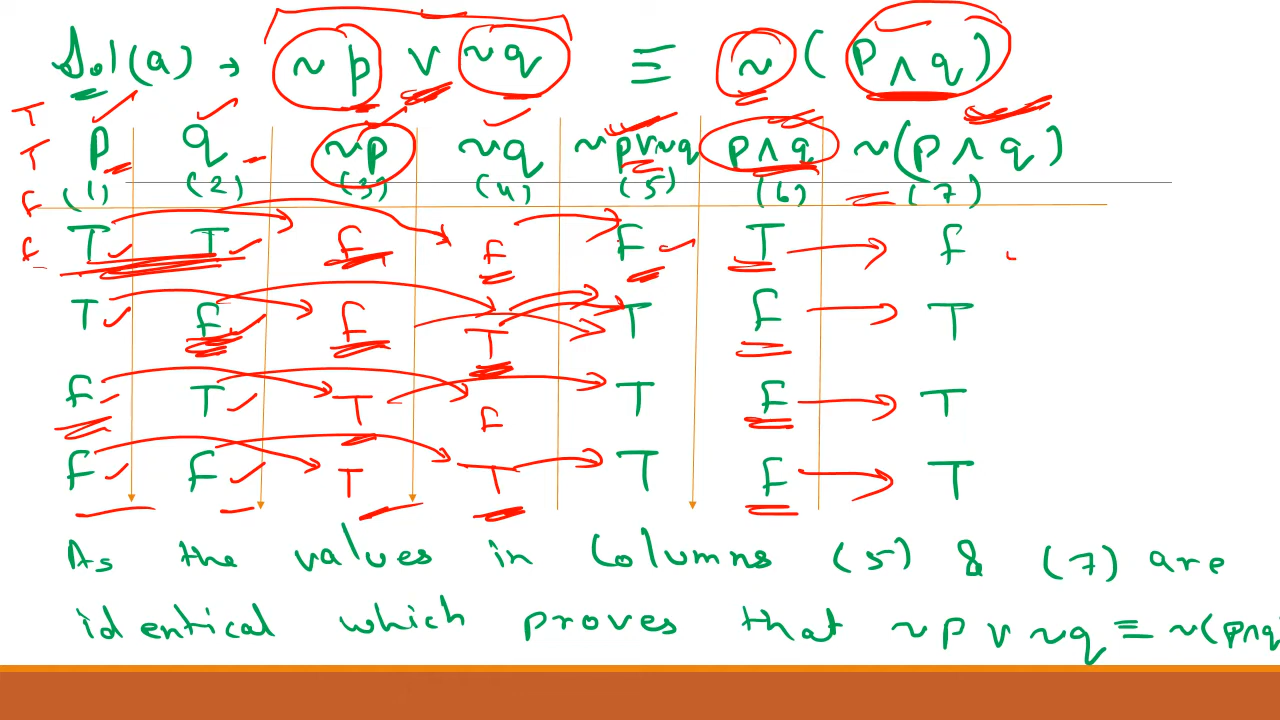 Sol(a) → ~p ∨ ~q ≡ ~(p ∧ q)
T
T p q ~p ~q ~p∨~q p∧q ~(p ∧ q)
F (1) (2) (3) (4) (5) (6) (7)
F T T F F F T F
T F F T T F T
F T T F T F T
F F T T T F T
As the values in Columns (5) & (7) are
identical which proves that ~p ∨ ~q ≡ ~(p∧q